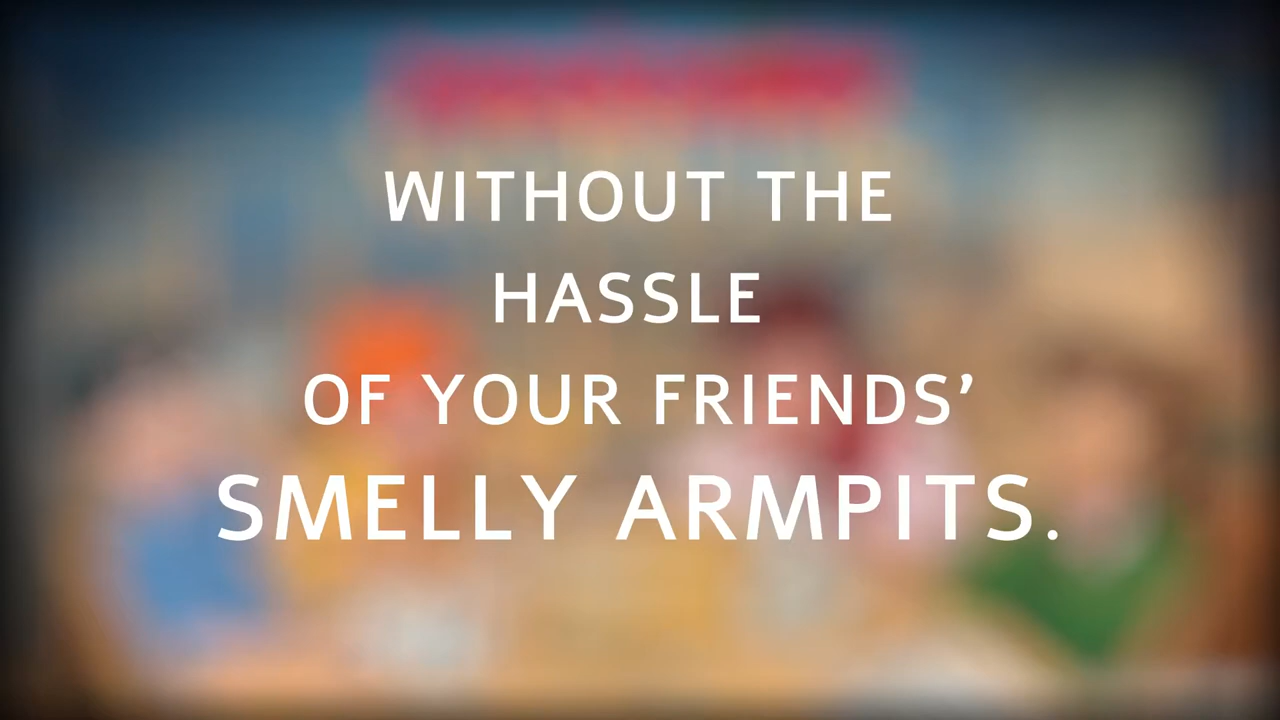 WITHOUT THE
HASSLE
OF YOUR FRIENDS’
SMELLY ARMPITS.